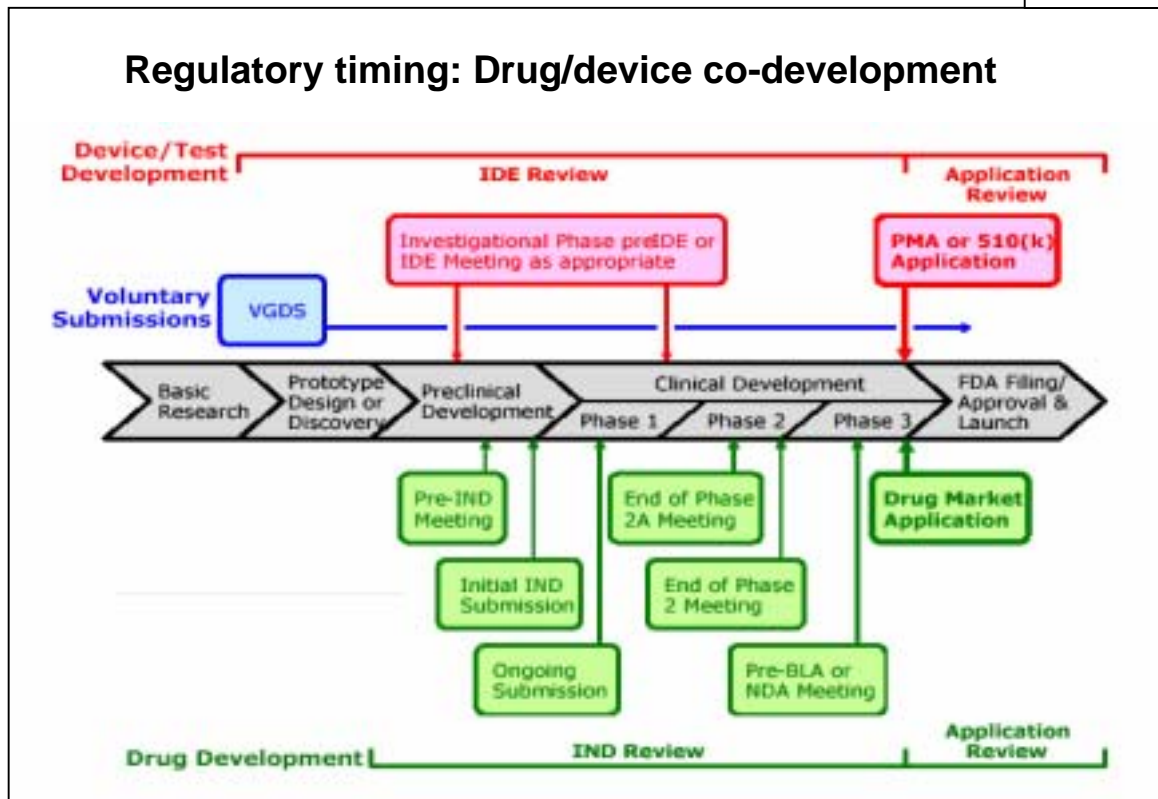 Regulatory timing: Drug/device co-development
Device/Test
Development
IDE Review
Application
Review
Investigational Phase preIDE or
IDE Meeting as appropriate
PMA or 510(k)
Application
Voluntary
Submissions
VGDS
Basic
Research
Prototype
Design or
Discovery
Preclinical
Development
Clinical Development
Phase 1
Phase 2
Phase 3
FDA Filing/
Approval &
Launch
Pre-IND
Meeting
End of Phase
2A Meeting
Drug Market
Application
Initial IND
Submission
End of Phase
2 Meeting
Ongoing
Submission
Pre-BLA or
NDA Meeting
Drug Development
IND Review
Application
Review